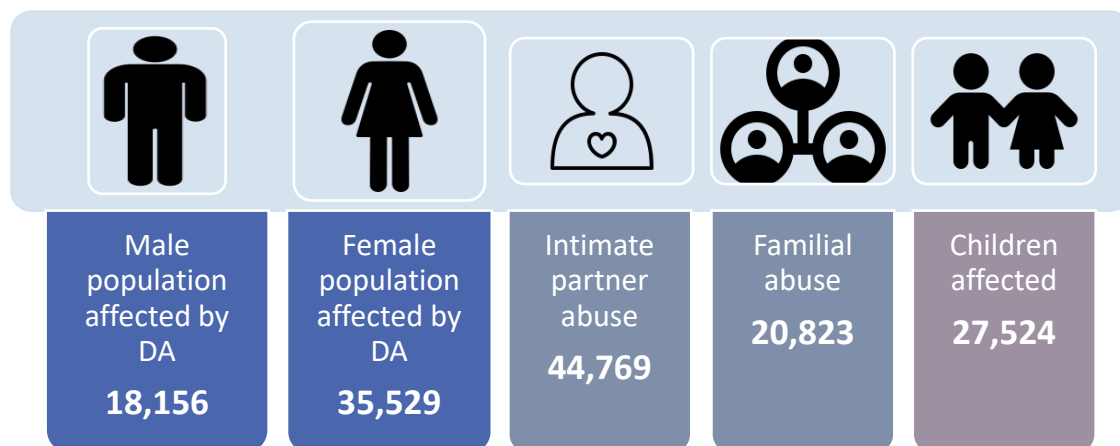 Male
population
affected by
DA
18,156
Female
population
affected by
DA
35,529
Intimate
partner
abuse
44,769
Familial
abuse
20,823
Children
affected
27,524